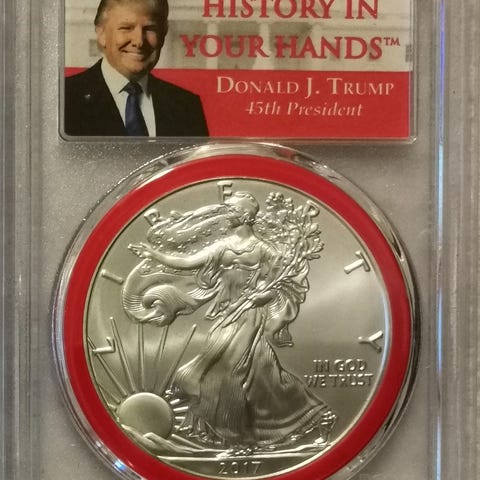 HISTORY IN
YOUR HANDS™
DONALD J. TRUMP
45th President
LIBERTY
IN GOD
WE TRUST
2017